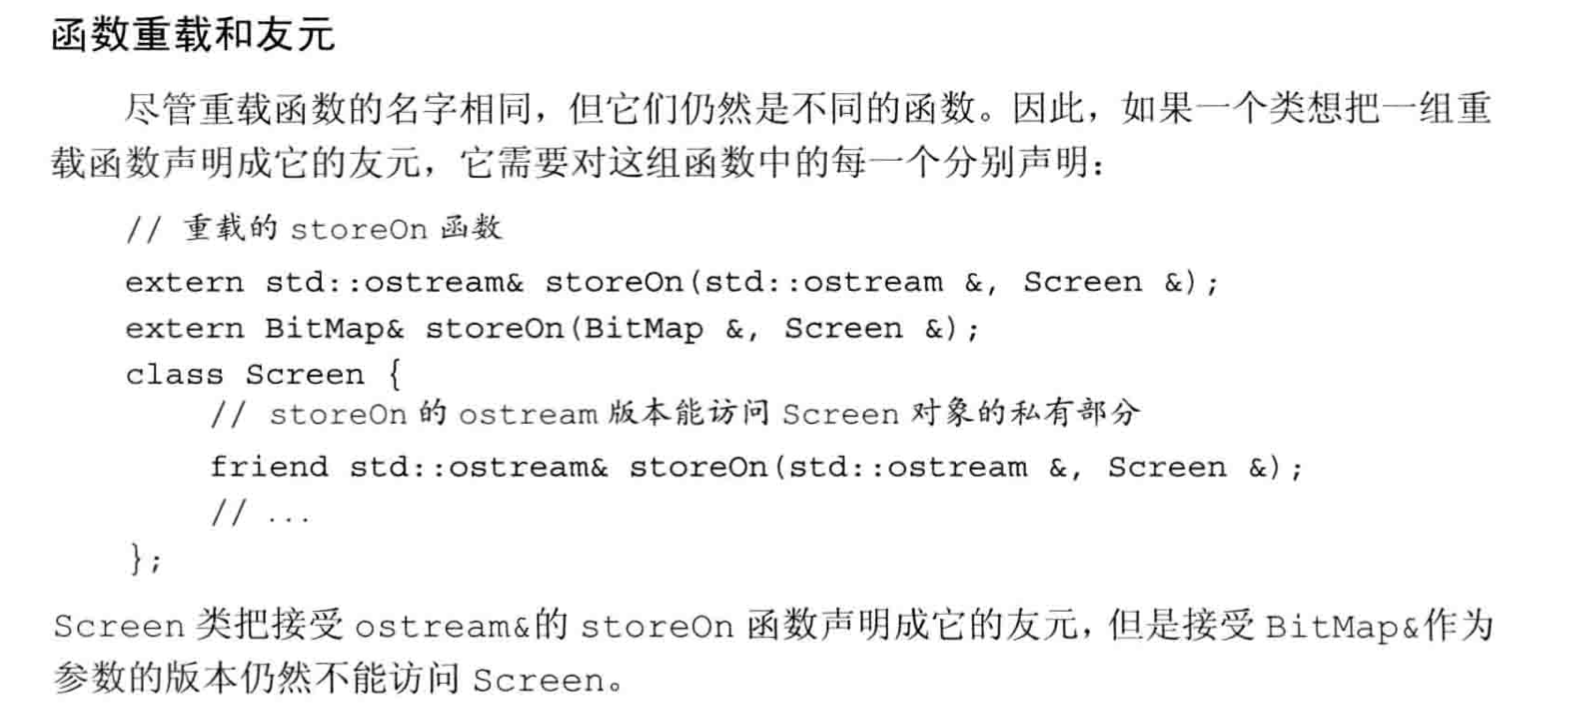 函数重载和友元
尽管重载函数的名字相同，但它们仍然是不同的函数。因此，如果一个类想把一组重
载函数声明成它的友元，它需要对这组函数中的每一个分别声明：
// 重载的 storeOn 函数
extern std::ostream& storeOn(std::ostream &, Screen &);
extern BitMap& storeOn(BitMap &, Screen &);
class Screen {
// storeOn 的 ostream 版本能访问 Screen 对象的私有部分
friend std::ostream& storeOn(std::ostream &, Screen &);
// ...
};
Screen 类把接受 ostream&的 storeOn 函数声明成它的友元，但是接受 BitMap&作为
参数的版本仍然不能访问 Screen。